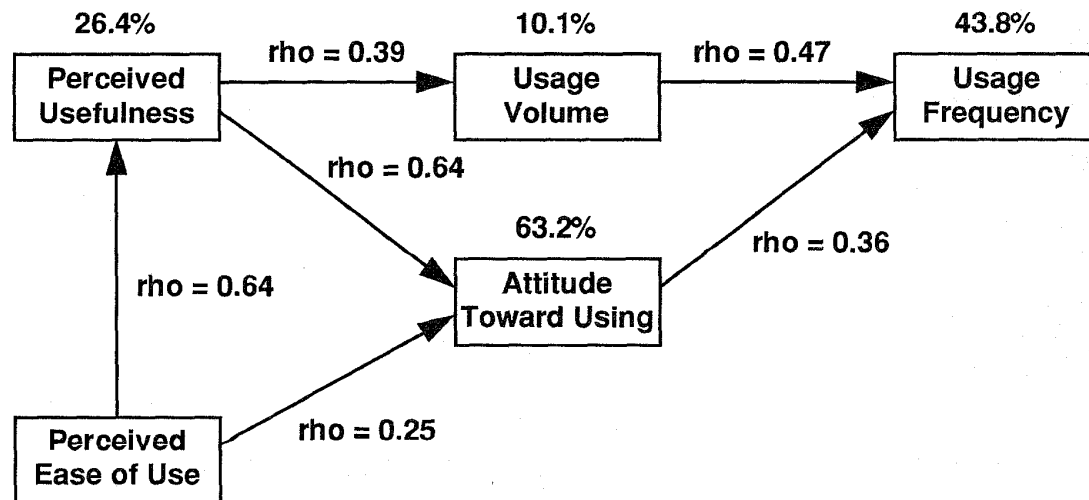 26.4%
10.1%
43.8%
Perceived
Usefulness
rho = 0.39
Usage
Volume
rho = 0.47
Usage
Frequency
rho = 0.64
63.2%
rho = 0.36
rho = 0.64
Attitude
Toward Using
Perceived
Ease of Use
rho = 0.25